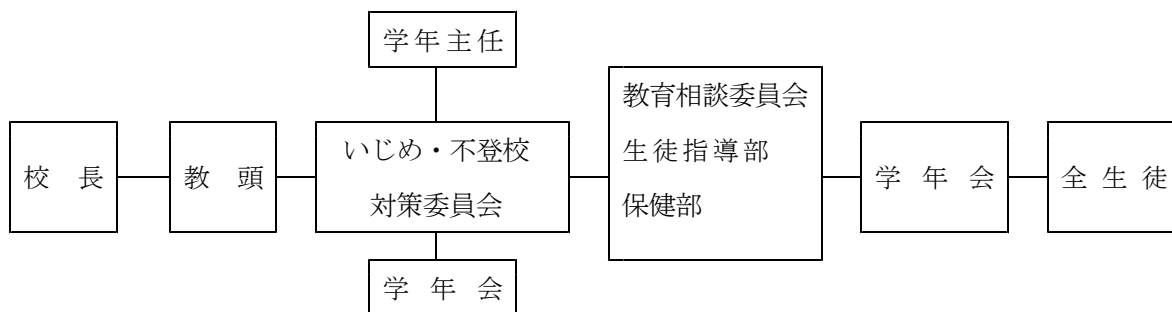 学年主任
校長
教頭
いじめ・不登校
対策委員会
教育相談委員会
生徒指導部
保健部
学年会
全生徒
学年会